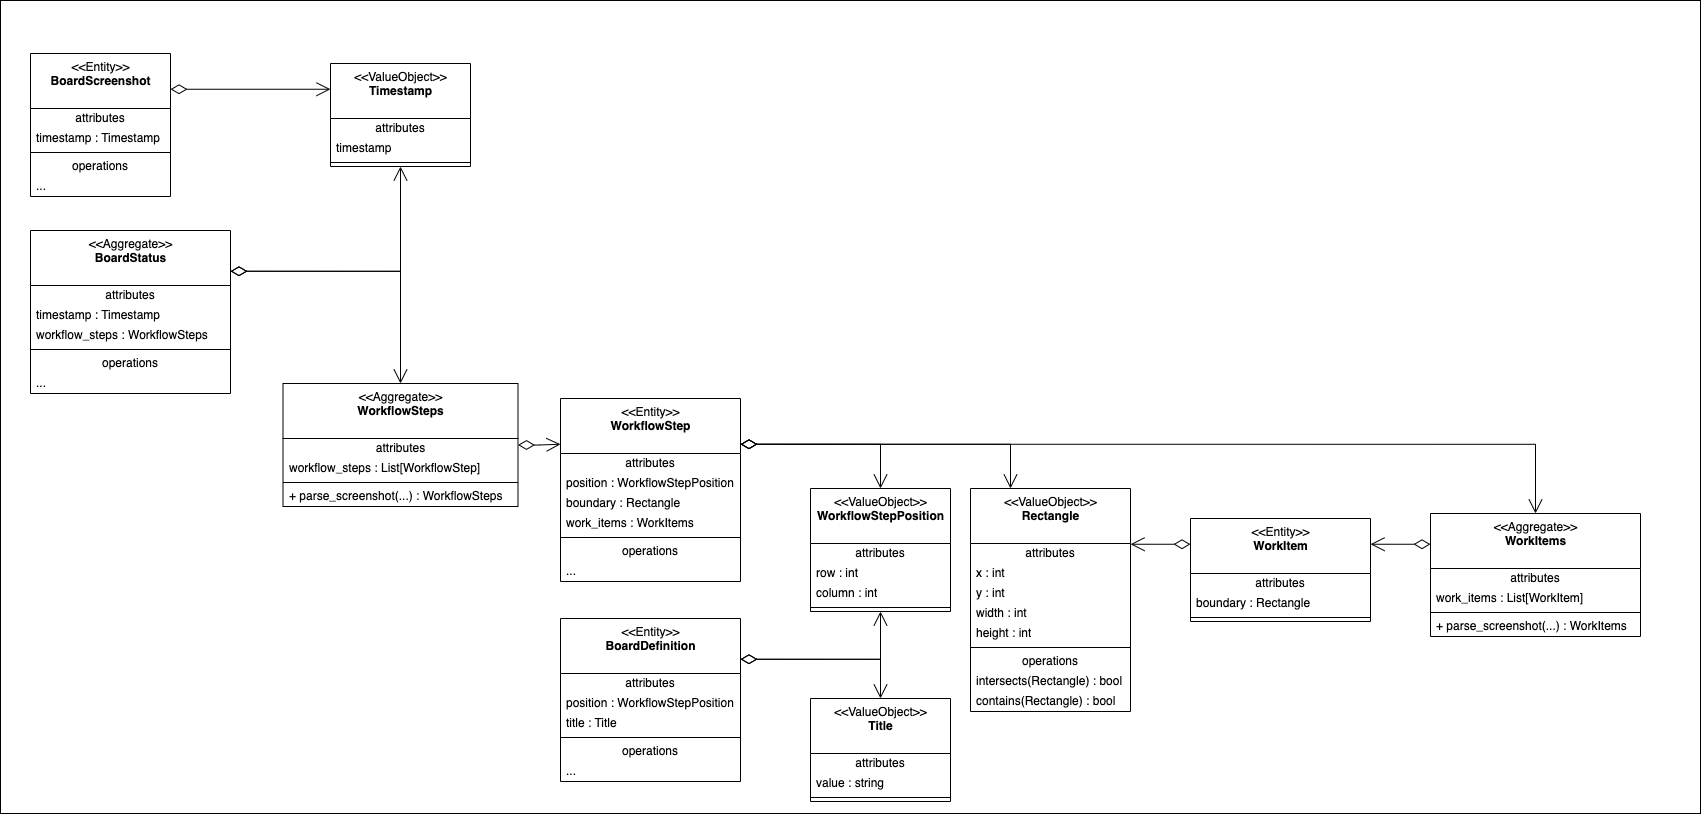 <<Entity>>
BoardScreenshot
attributes
timestamp : Timestamp
operations
...
<<ValueObject>>
Timestamp
attributes
timestamp
<<Aggregate>>
BoardStatus
attributes
timestamp : Timestamp
workflow_steps : WorkflowSteps
operations
...
<<Aggregate>>
WorkflowSteps
attributes
workflow_steps : List[WorkflowStep]
+ parse_screenshot(...) : WorkflowSteps
<<Entity>>
WorkflowStep
attributes
position : WorkflowStepPosition
boundary : Rectangle
work_items : WorkItems
operations
...
<<ValueObject>>
WorkflowStepPosition
attributes
row : int
column : int
<<ValueObject>>
Rectangle
attributes
x : int
y : int
width : int
height : int
operations
intersects(Rectangle) : bool
contains(Rectangle) : bool
<<Entity>>
WorkItem
attributes
boundary : Rectangle
<<Aggregate>>
WorkItems
attributes
work_items : List[WorkItem]
+ parse_screenshot(...) : WorkItems
<<Entity>>
BoardDefinition
attributes
position : WorkflowStepPosition
title : Title
operations
...
<<ValueObject>>
Title
attributes
value : string